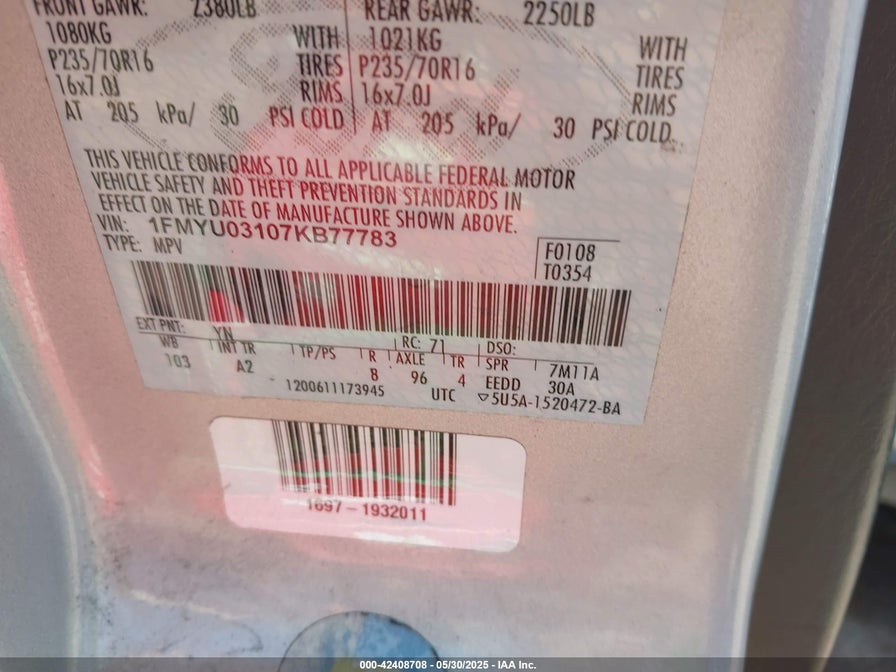 FRONT GAWR: 2380LB REAR GAWR: 2250LB
1080KG WITH 1021KG WITH
P235/70R16 TIRES P235/70R16 TIRES
16x7.0J RIMS 16x7.0J RIMS
AT 205 kPa/ 30 PSI COLD AT 205 kPa/ 30 PSI COLD
THIS VEHICLE CONFORMS TO ALL APPLICABLE FEDERAL MOTOR
VEHICLE SAFETY AND THEFT PREVENTION STANDARDS IN
EFFECT ON THE DATE OF MANUFACTURE SHOWN ABOVE.
VIN: 1FMYU03107KB77783
TYPE: MPV
F0108
T0354
EXT PNT: YN RC: 71 DSO:
WB INT TR TP/PS R AXLE TR SPR 7M11A
103 A2 8 96 4 EEDD 30A
1200611173945 UTC ▽5U5A-1520472-BA
1697 - 1932011
000-42408708 - 05/30/2025 - IAA Inc.